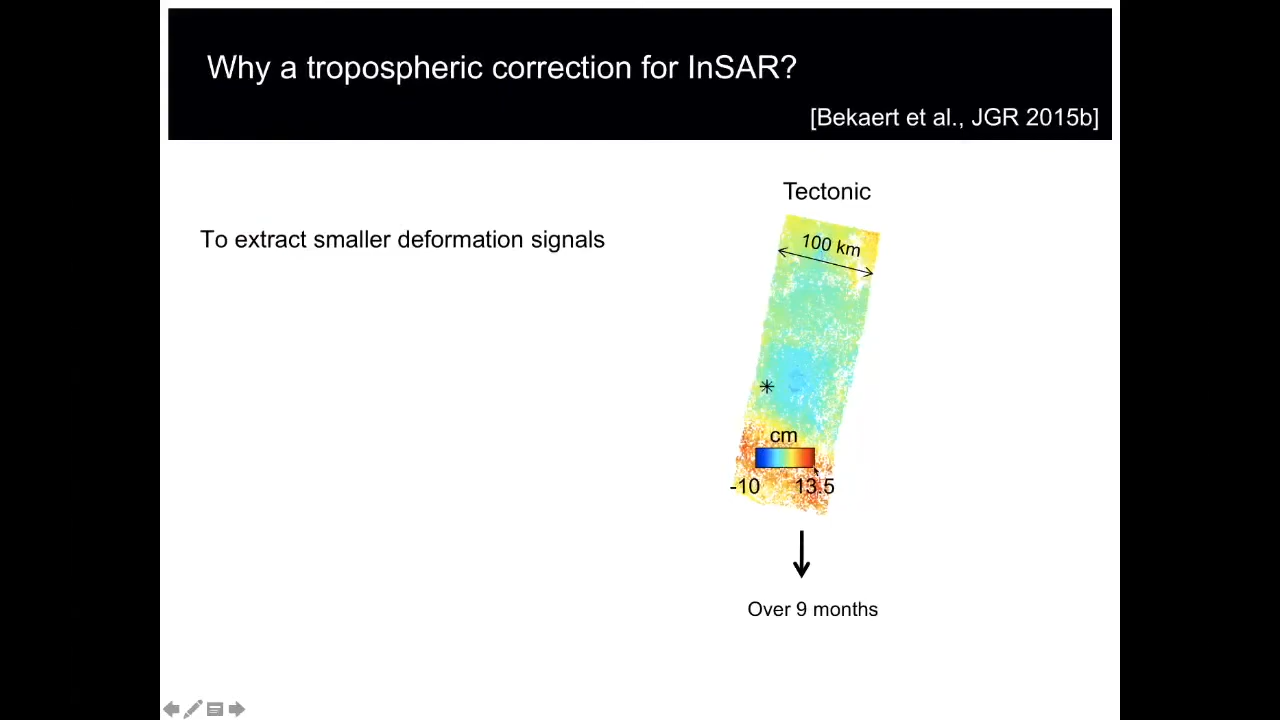 Why a tropospheric correction for InSAR?
[Bekaert et al., JGR 2015b]
Tectonic
To extract smaller deformation signals
100 km
cm
-10 13.5
Over 9 months